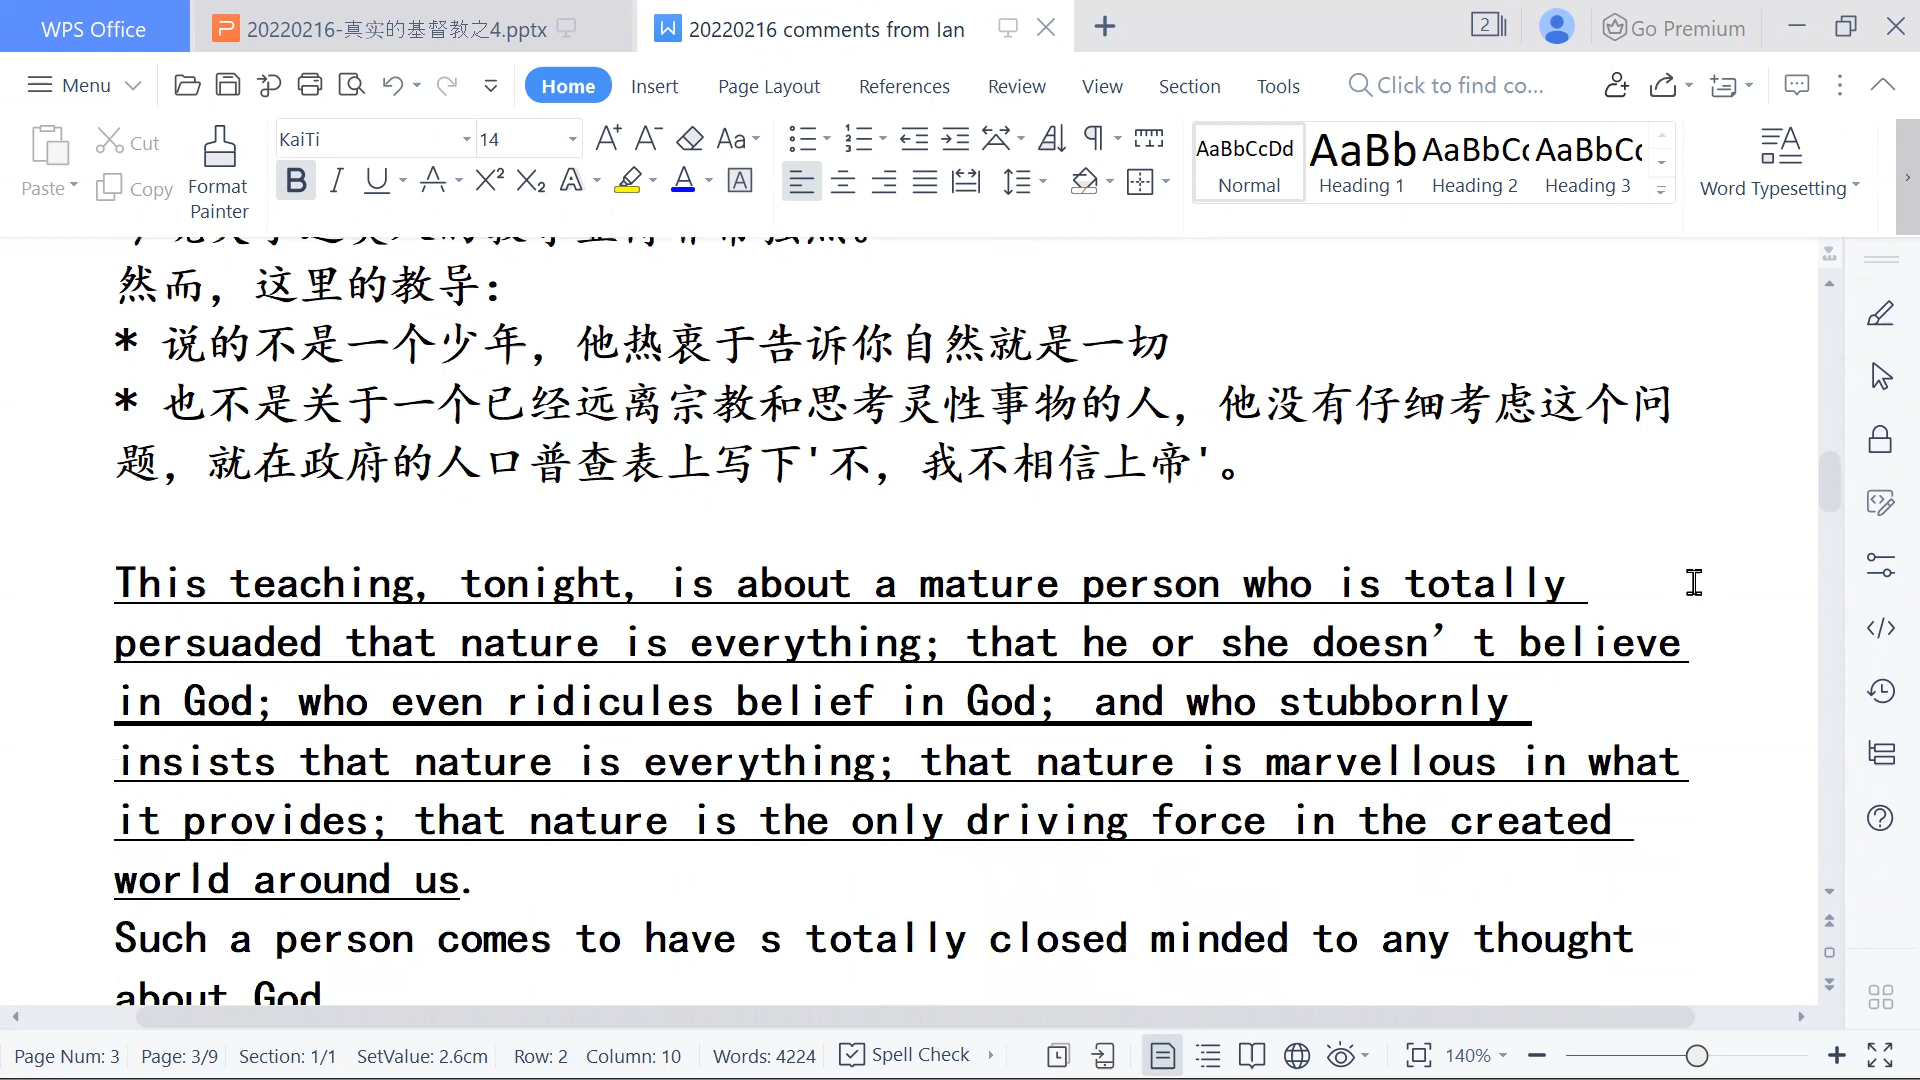 WPS Office
20220216-真实的基督教之4.pptx
20220216 comments from Ian
2
Go Premium
Menu
Home
Insert
Page Layout
References
Review
View
Section
Tools
Click to find co...
Paste
Cut
Copy
Format
Painter
KaiTi
14
AaBbCcDd
Normal
AaBb
Heading 1
AaBbCc
Heading 2
AaBbCc
Heading 3
Word Typesetting
然而，这里的教导：
* 说的不是一个少年，他热衷于告诉你自然就是一切
* 也不是关于一个已经远离宗教和思考灵性事物的人，他没有仔细考虑这个问
题，就在政府的人口普查表上写下'不，我不相信上帝'。
This teaching, tonight, is about a mature person who is totally
persuaded that nature is everything; that he or she doesn’t believe
in God; who even ridicules belief in God; and who stubbornly
insists that nature is everything; that nature is marvellous in what
it provides; that nature is the only driving force in the created
world around us.
Such a person comes to have s totally closed minded to any thought
about God
Page Num: 3
Page: 3/9
Section: 1/1
SetValue: 2.6cm
Row: 2
Column: 10
Words: 4224
Spell Check
140%